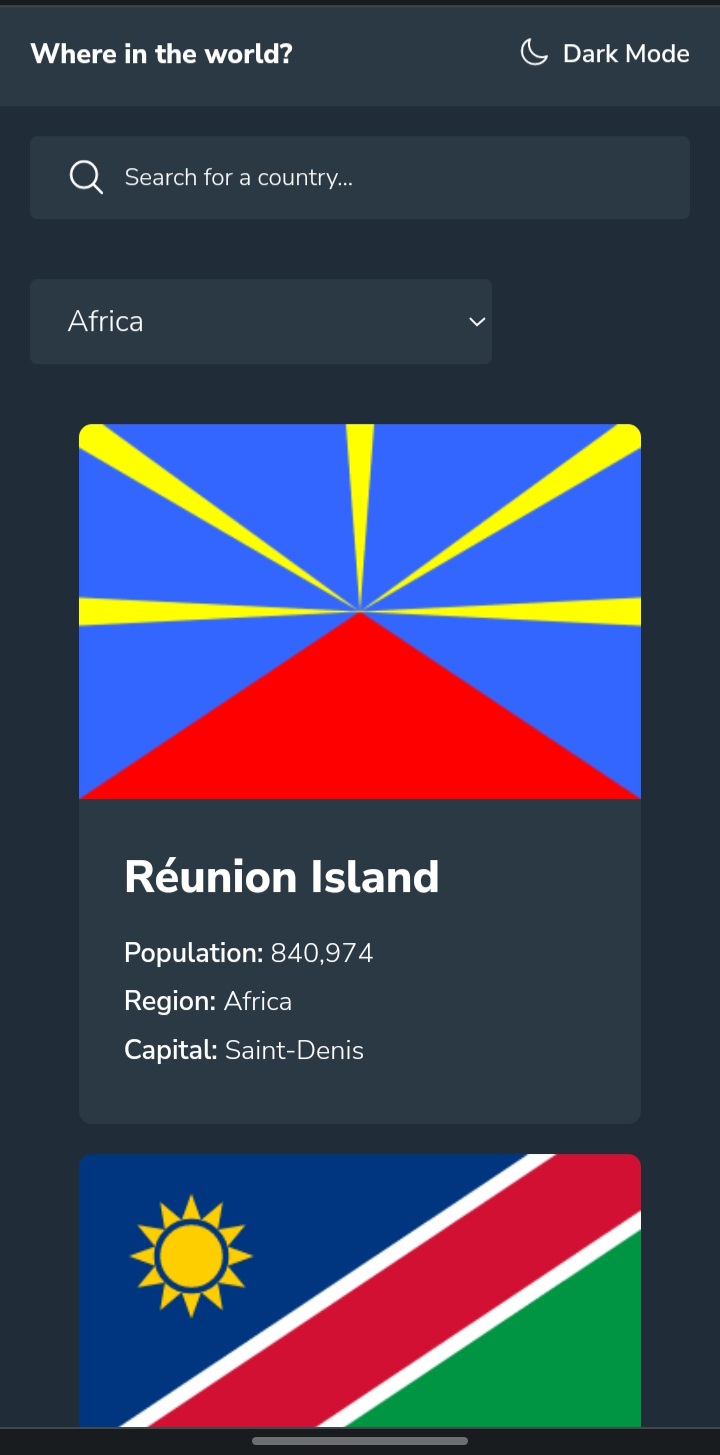 Where in the world?
Dark Mode
Search for a country...
Africa
Réunion Island
Population: 840,974
Region: Africa
Capital: Saint-Denis